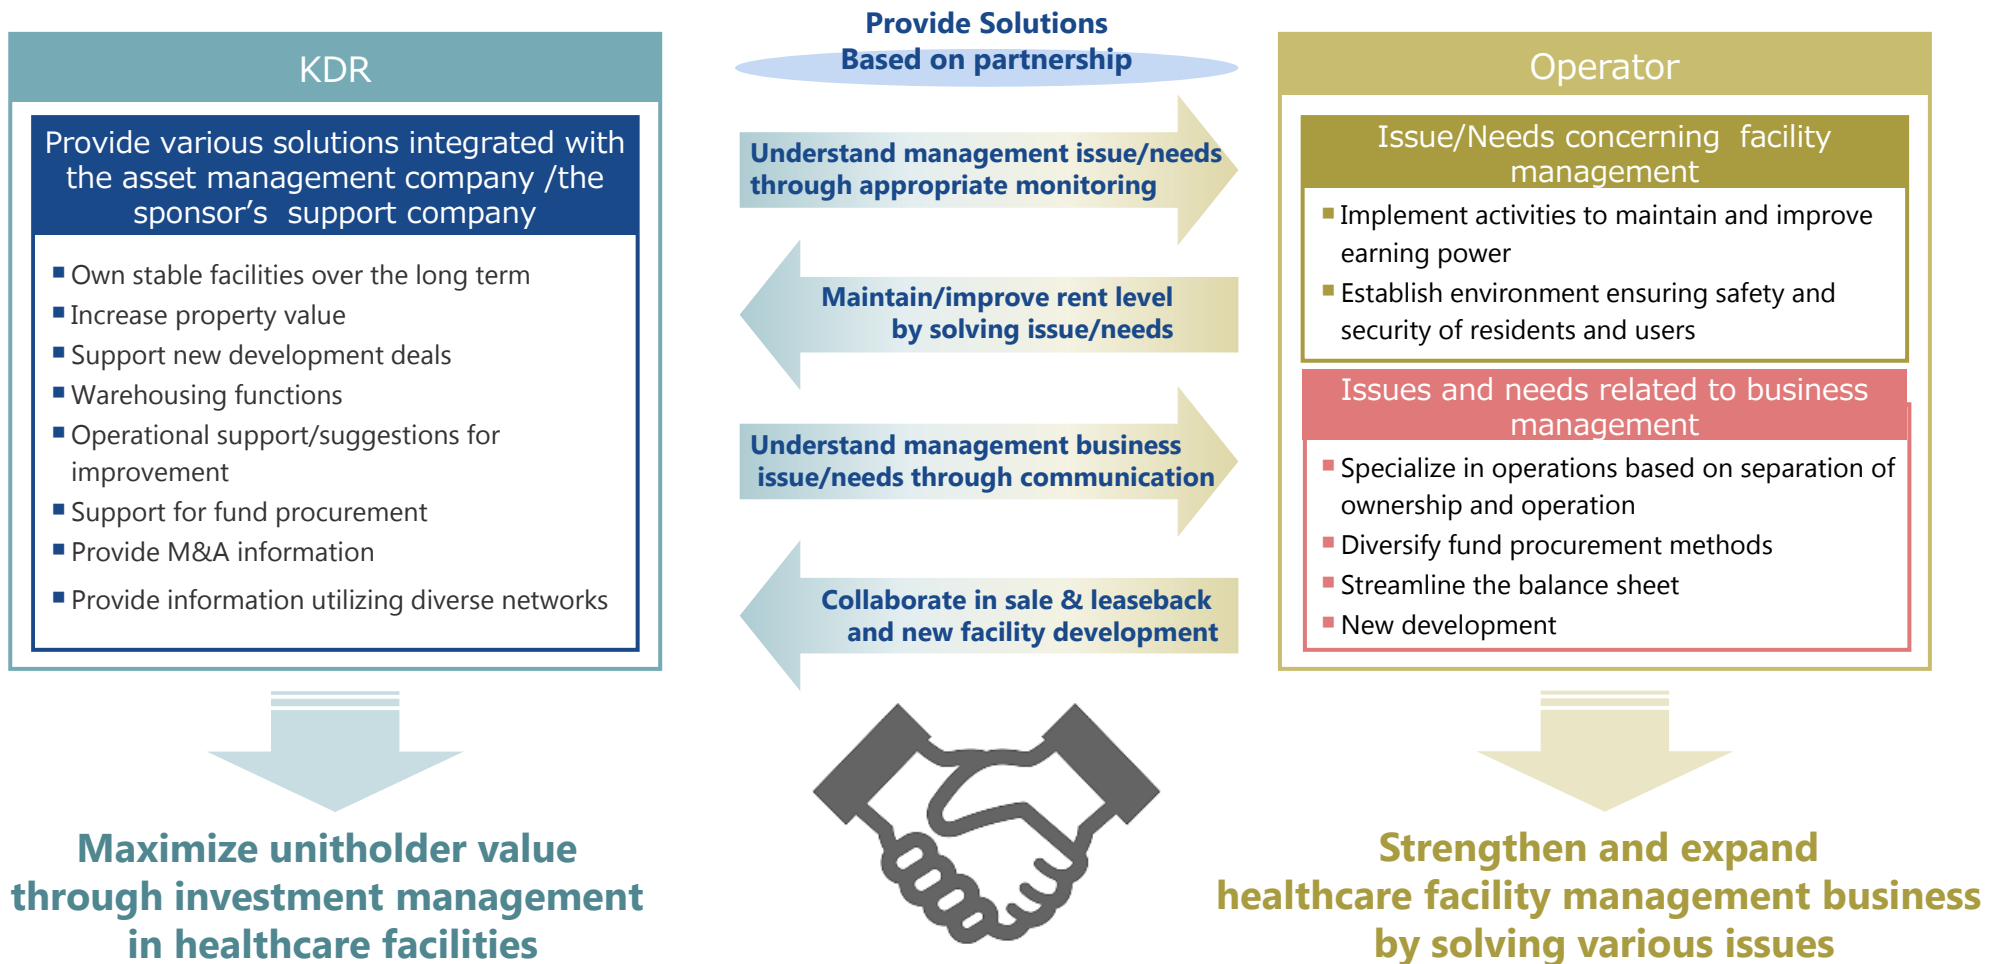 KDR
Provide various solutions integrated with
the asset management company /the
sponsor’s support company
Own stable facilities over the long term
Increase property value
Support new development deals
Warehousing functions
Operational support/suggestions for
improvement
Support for fund procurement
Provide M&A information
Provide information utilizing diverse networks
Maximize unitholder value
through investment management
in healthcare facilities
Provide Solutions
Based on partnership
Understand management issue/needs
through appropriate monitoring
Maintain/improve rent level
by solving issue/needs
Understand management business
issue/needs through communication
Collaborate in sale & leaseback
and new facility development
Operator
Issue/Needs concerning facility
management
Implement activities to maintain and improve
earning power
Establish environment ensuring safety and
security of residents and users
Issues and needs related to business
management
Specialize in operations based on separation of
ownership and operation
Diversify fund procurement methods
Streamline the balance sheet
New development
Strengthen and expand
healthcare facility management business
by solving various issues